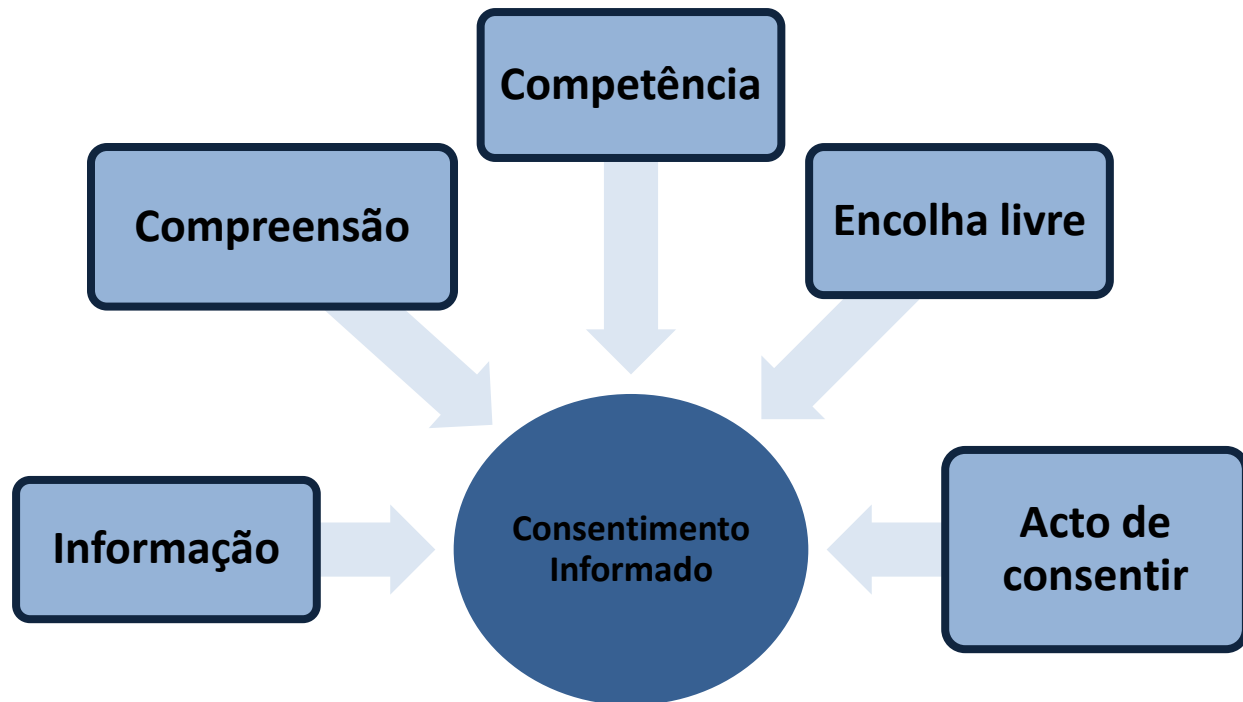 Competência
Compreensão
Encolha livre
Informação
Consentimento
Informado
Acto de
consentir